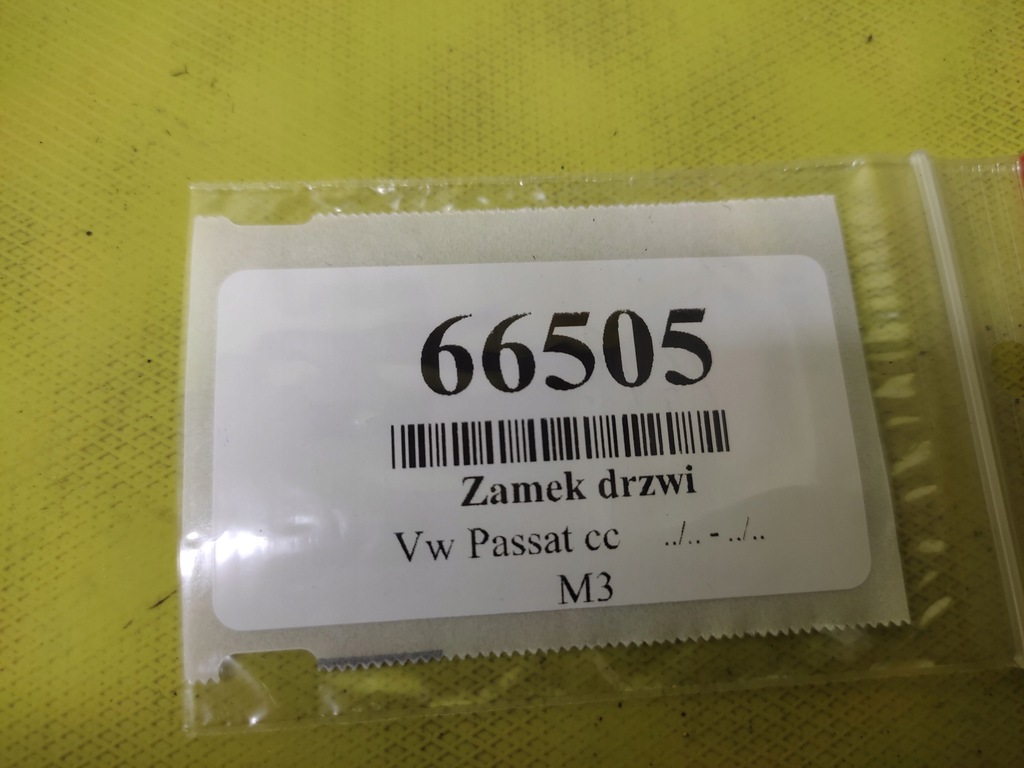 66505
Zamek drzwi
Vw Passat cc ../.. - ../..
M3